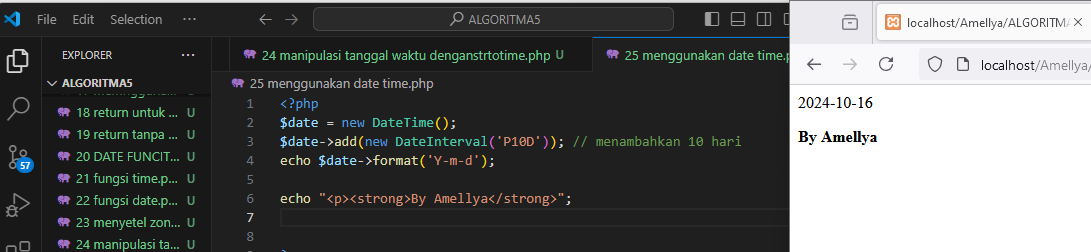 File Edit Selection ··· ALGORITMA5
EXPLORER ···
ALGORITMA5
18 return untuk ... U
19 return tanpa ... U
20 DATE FUNCIT... U
21 fungsi time.p... U
22 fungsi date.p... U
23 menyetel zon... U
24 manipulasi ta... U
57
24 manipulasi tanggal waktu denganstrtotime.php U
25 menggunakan date time.php
25 menggunakan date time.php
1 <?php
2 $date = new DateTime();
3 $date->add(new DateInterval('P10D')); // menambahkan 10 hari
4 echo $date->format('Y-m-d');
5
6 echo "<p><strong>By Amellya</strong>";
7
8
localhost/Amellya/ALGORITMA
localhost/Amellya/
2024-10-16
By Amellya